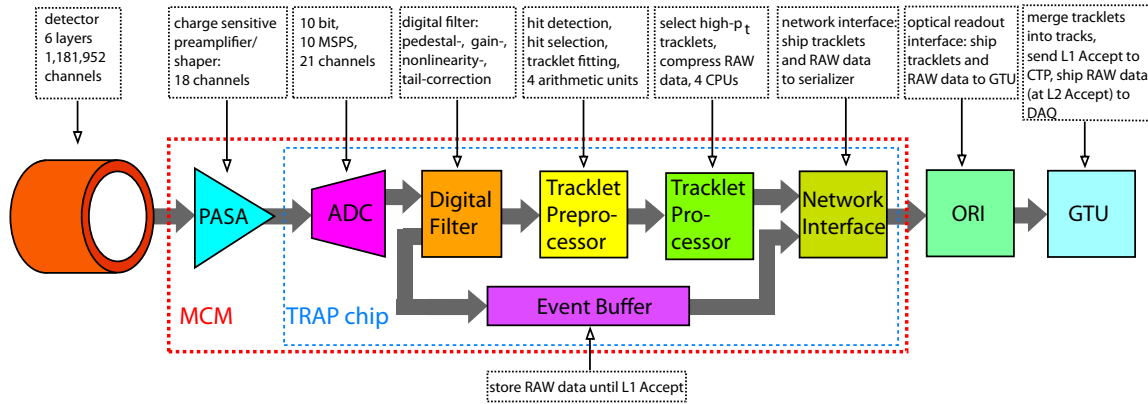 detector
6 layers
1,181,952
channels
charge sensitive
preamplifier/
shaper:
18 channels
10 bit,
10 MSPS,
21 channels
digital filter:
pedestal-, gain-,
nonlinearity-,
tail-correction
hit detection,
hit selection,
tracklet fitting,
4 arithmetic units
select high-pt
tracklets,
compress RAW
data, 4 CPUs
network interface:
ship tracklets
and RAW data
to serializer
optical readout
interface: ship
tracklets and
RAW data to GTU
merge tracklets
into tracks,
send L1 Accept to
CTP, ship RAW data
(at L2 Accept) to
DAQ
PASA
ADC
Digital
Filter
Tracklet
Prepro-
cessor
Tracklet
Pro-
cessor
Network
Interface
ORI
GTU
Event Buffer
MCM
TRAP chip
store RAW data until L1 Accept